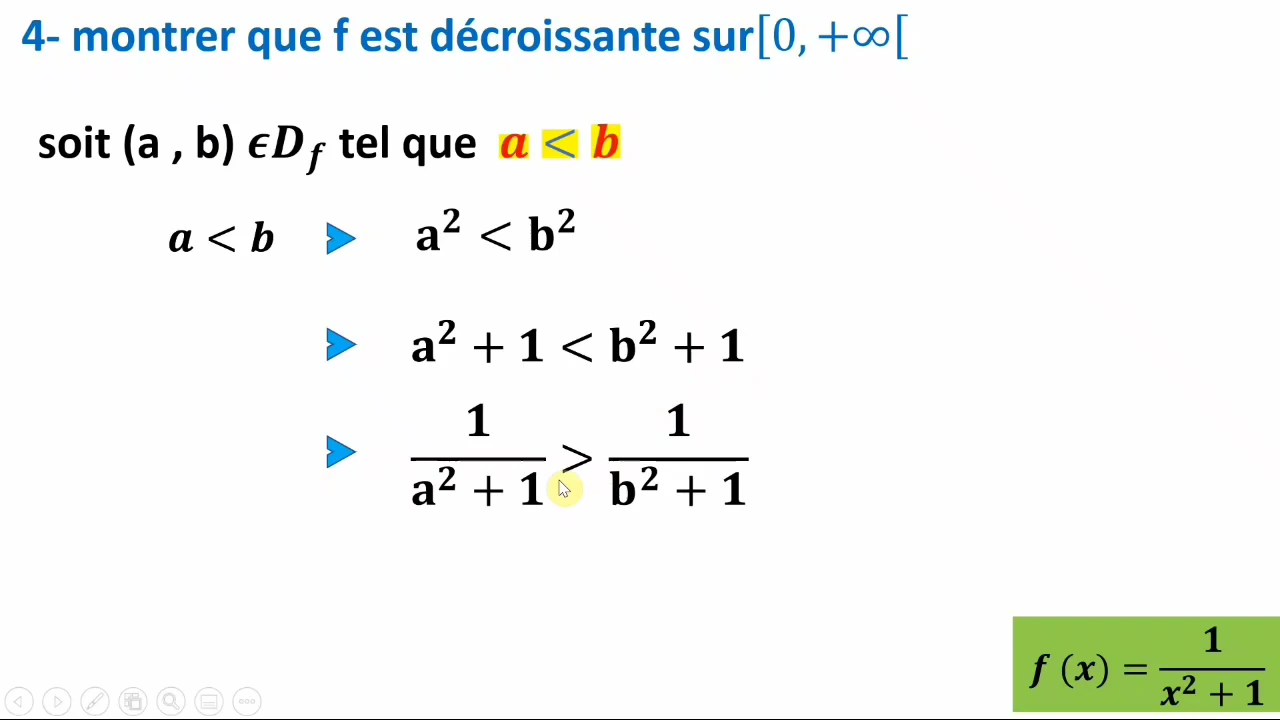 4- montrer que f est décroissante sur[0, +∞[
soit (a , b) ϵD_f tel que a < b
a < b ➤ a² < b²
➤ a² + 1 < b² + 1
➤ 1/(a² + 1) > 1/(b² + 1)
f (x) = 1/(x² + 1)